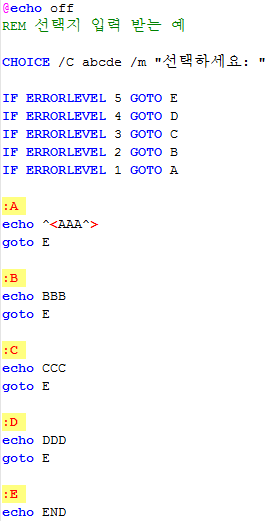 @echo off
REM 선택지 입력 받는 예
CHOICE /C abcde /m "선택하세요: "
IF ERRORLEVEL 5 GOTO E
IF ERRORLEVEL 4 GOTO D
IF ERRORLEVEL 3 GOTO C
IF ERRORLEVEL 2 GOTO B
IF ERRORLEVEL 1 GOTO A
:A
echo ^<AAA^>
goto E
:B
echo BBB
goto E
:C
echo CCC
goto E
:D
echo DDD
goto E
:E
echo END